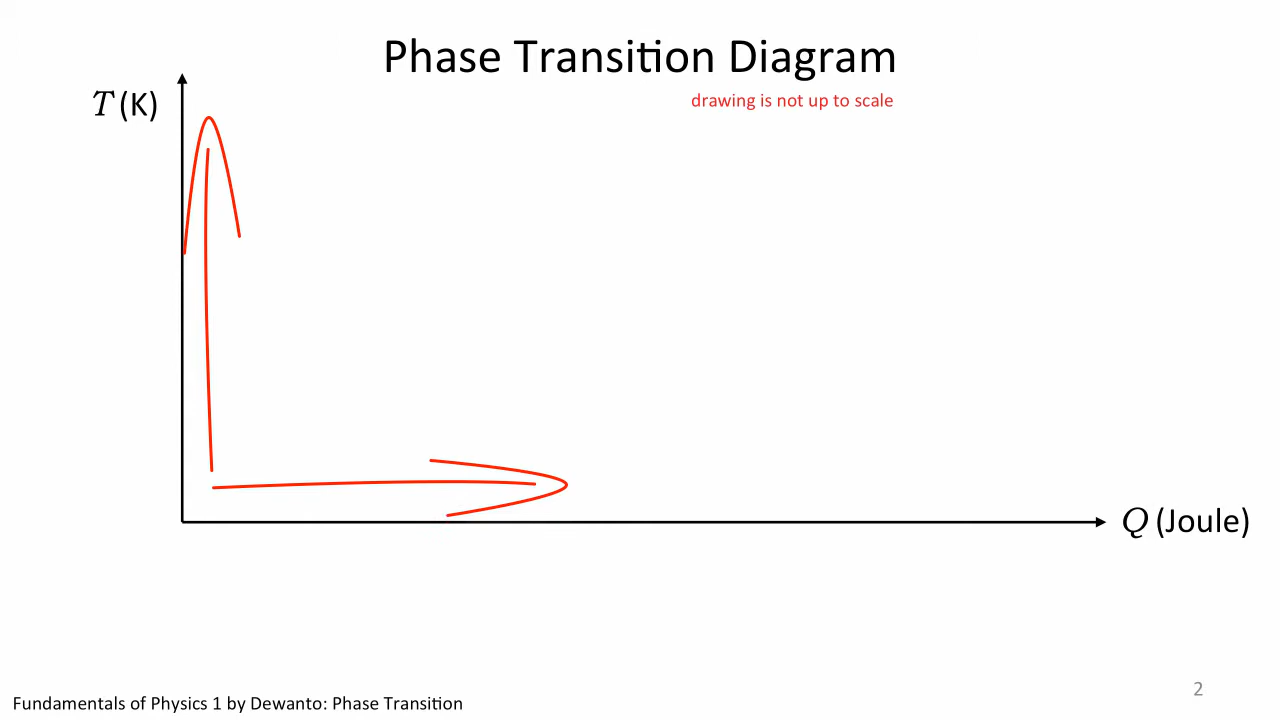 Phase Transition Diagram
drawing is not up to scale
T (K)
Q (Joule)
Fundamentals of Physics 1 by Dewanto: Phase Transition
2